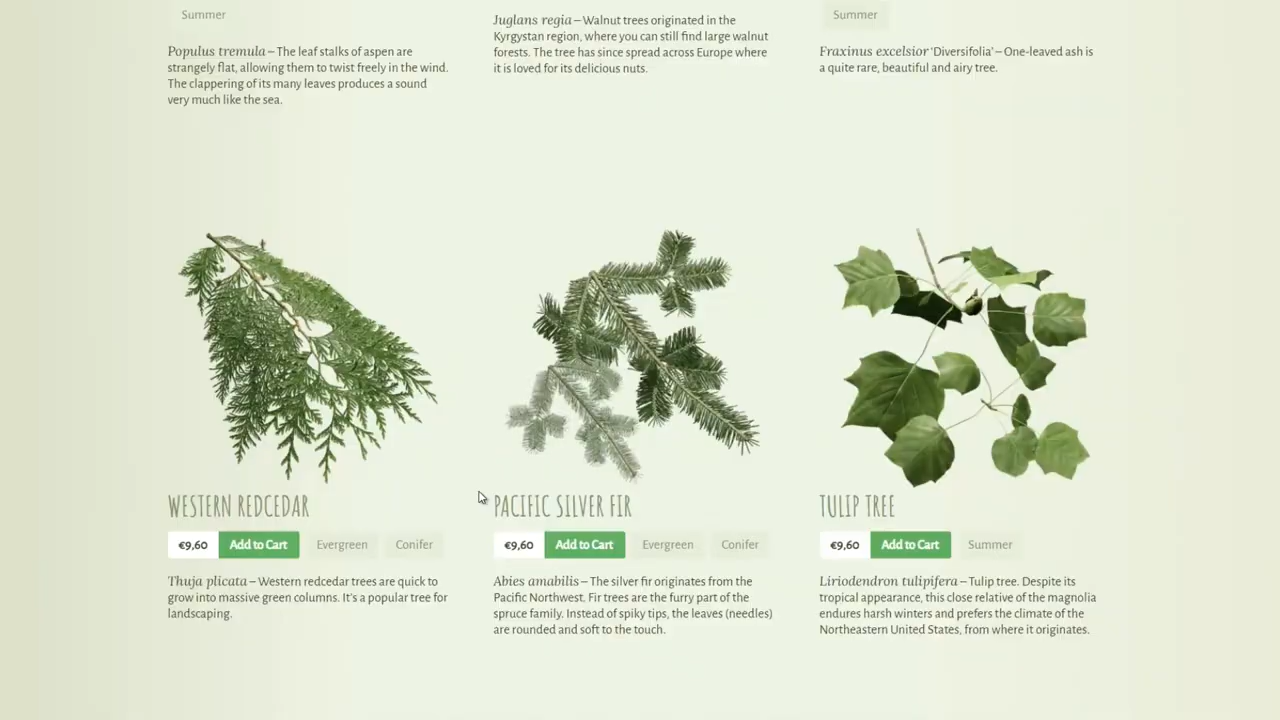 Summer
Populus tremula – The leaf stalks of aspen are
strangely flat, allowing them to twist freely in the wind.
The clappering of its many leaves produces a sound
very much like the sea.
Juglans regia – Walnut trees originated in the
Kyrgystan region, where you can still find large walnut
forests. The tree has since spread across Europe where
it is loved for its delicious nuts.
Summer
Fraxinus excelsior 'Diversifolia' – One-leaved ash is
a quite rare, beautiful and airy tree.
WESTERN REDCEDAR
€9,60 Add to Cart Evergreen Conifer
Thuja plicata – Western redcedar trees are quick to
grow into massive green columns. It's a popular tree for
landscaping.
PACIFIC SILVER FIR
€9,60 Add to Cart Evergreen Conifer
Abies amabilis – The silver fir originates from the
Pacific Northwest. Fir trees are the furry part of the
spruce family. Instead of spiky tips, the leaves (needles)
are rounded and soft to the touch.
TULIP TREE
€9,60 Add to Cart Summer
Liriodendron tulipifera – Tulip tree. Despite its
tropical appearance, this close relative of the magnolia
endures harsh winters and prefers the climate of the
Northeastern United States, from where it originates.